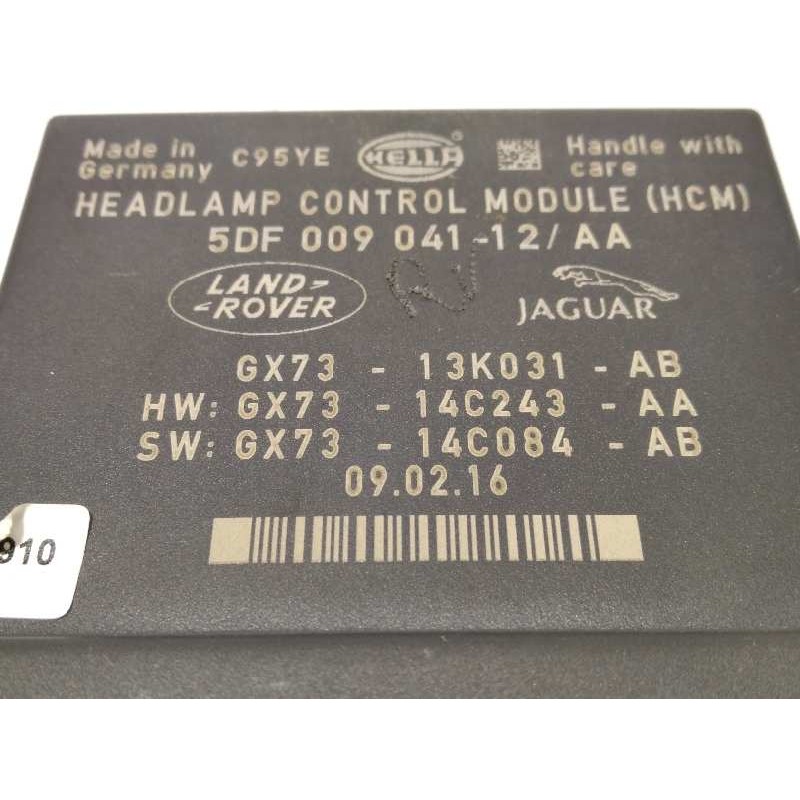 Made in Germany C95YE HELLA Handle with care
HEADLAMP CONTROL MODULE (HCM)
5DF 009 041-12/AA
LAND ROVER JAGUAR
GX73 - 13K031 - AB
HW: GX73 - 14C243 - AA
SW: GX73 - 14C084 - AB
09.02.16
910